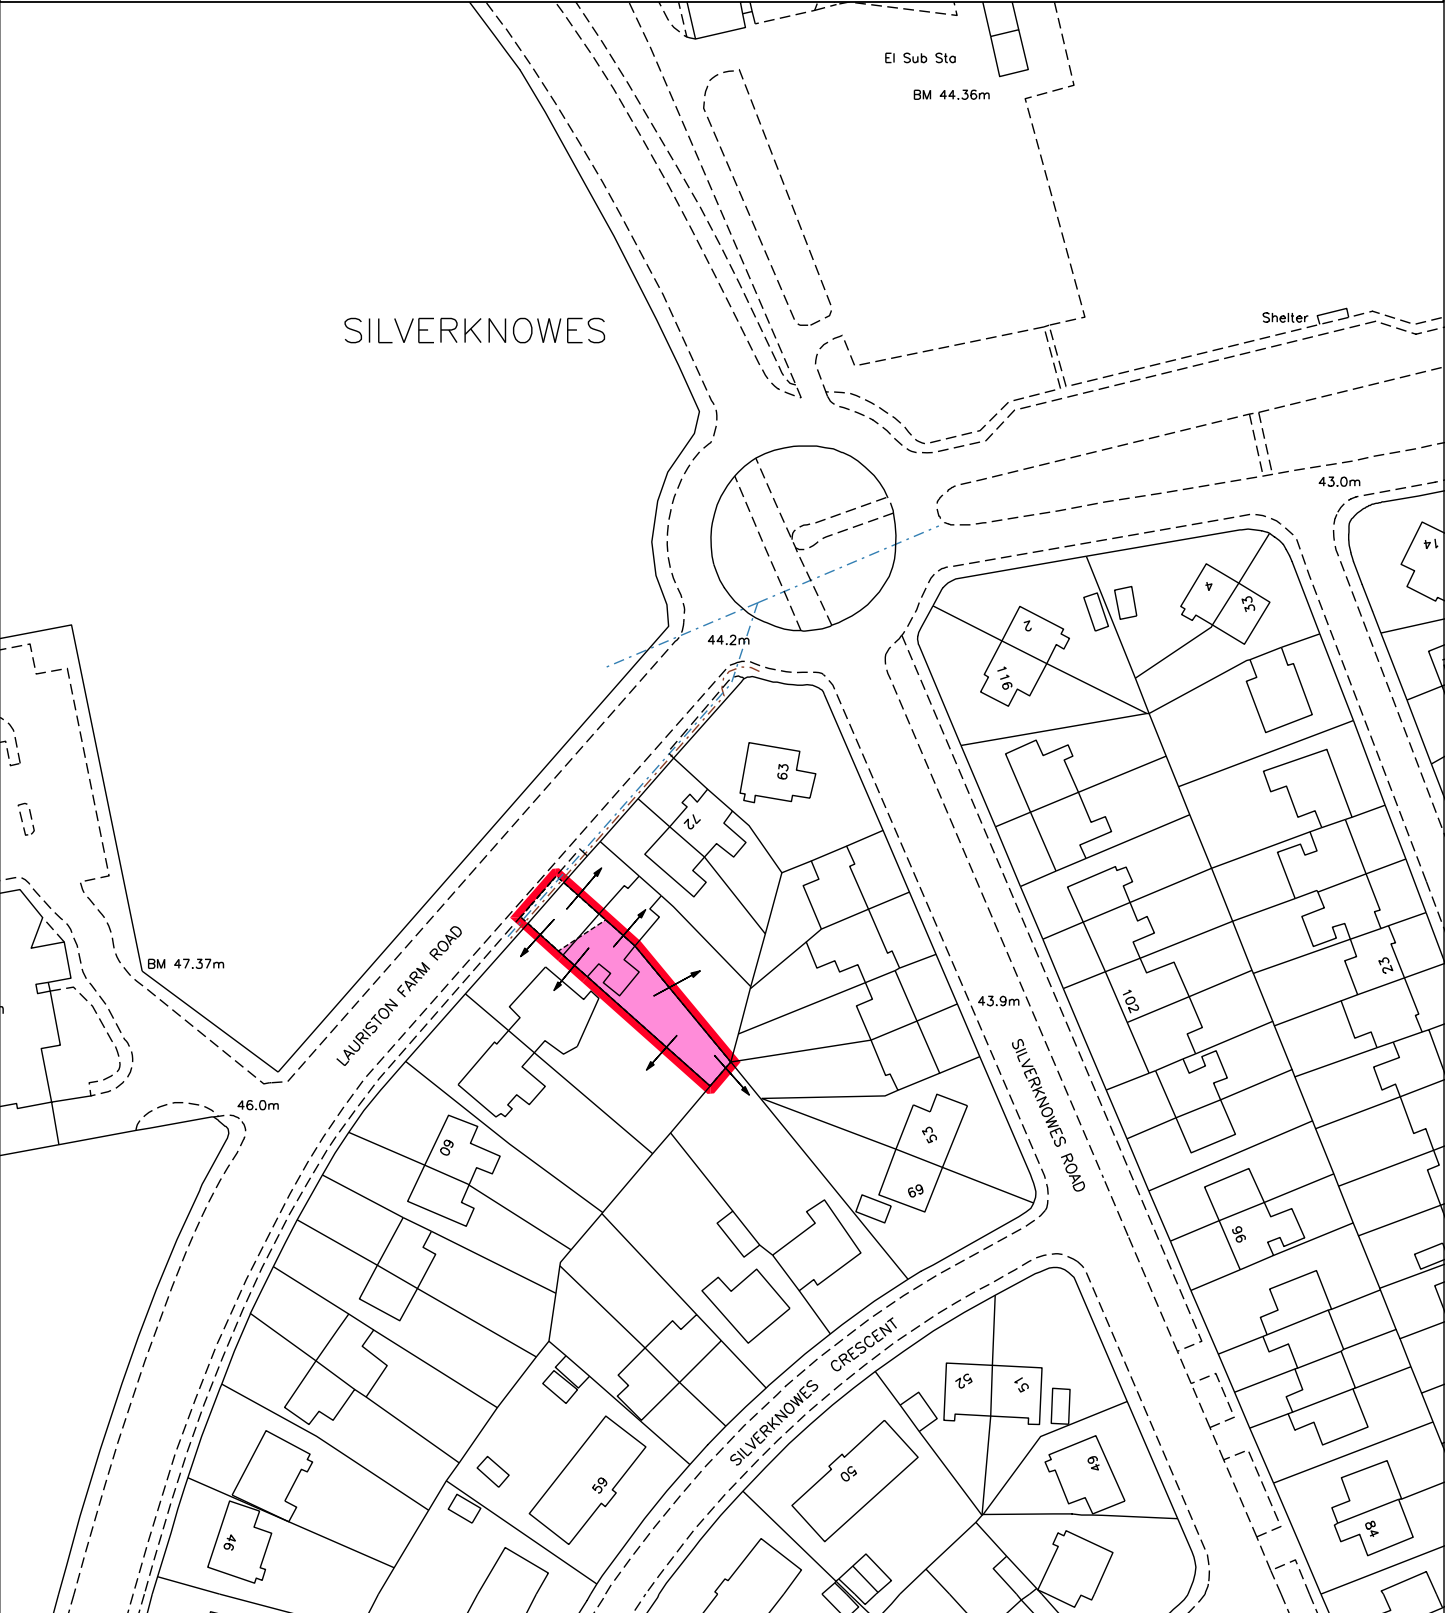 El Sub Sta
BM 44.36m
SILVERKNOWES
Shelter
43.0m
14
4
33
2
116
44.2m
63
72
LAURISTON FARM ROAD
BM 47.37m
23
102
43.9m
SILVERKNOWES ROAD
46.0m
60
53
69
96
SILVERKNOWES CRESCENT
52
51
50
49
59
46
84